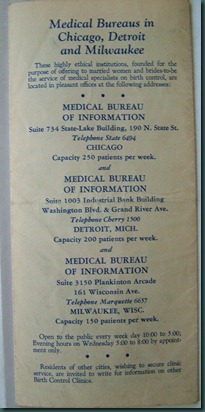 Medical Bureaus in
Chicago, Detroit
and Milwaukee
These highly ethical institutions, founded for the
purpose of offering to married women and brides-to-be
the service of medical specialists on birth control, are
located in pleasant offices at the following addresses:
• • •
MEDICAL BUREAU
OF INFORMATION
Suite 734 State-Lake Building, 190 N. State St.
Telephone State 6494
CHICAGO
Capacity 250 patients per week.
and
MEDICAL BUREAU
OF INFORMATION
Suite 1003 Industrial Bank Building
Washington Blvd. & Grand River Ave.
Telephone Cherry 1500
DETROIT, MICH.
Capacity 200 patients per week.
and
MEDICAL BUREAU
OF INFORMATION
Suite 3150 Plankinton Arcade
161 Wisconsin Ave.
Telephone Marquette 6657
MILWAUKEE, WISC.
Capacity 150 patients per week.
Open to the public every week day 10:00 to 5:00;
Evening hours on Wednesday 5:00 to 8:00 by appoint-
ment only.
• • •
Residents of other cities, wishing to secure clinic
service, are invited to write for information on other
Birth Control Clinics.